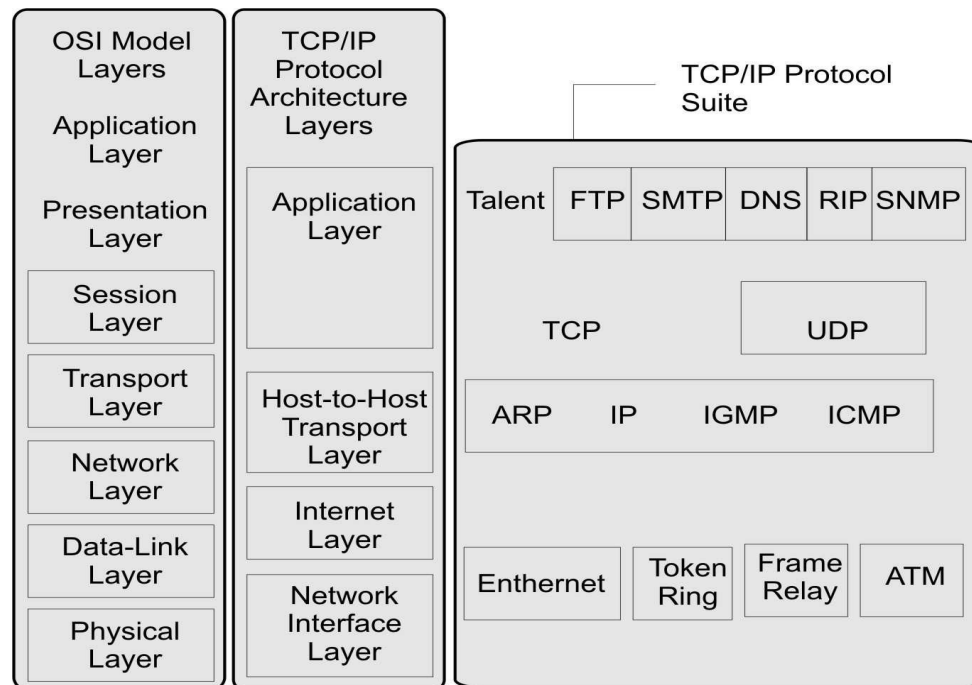 OSI Model
Layers
Application
Layer
Presentation
Layer
Session
Layer
Transport
Layer
Network
Layer
Data-Link
Layer
Physical
Layer
TCP/IP
Protocol
Architecture
Layers
Application
Layer
Host-to-Host
Transport
Layer
Internet
Layer
Network
Interface
Layer
TCP/IP Protocol
Suite
Talent FTP SMTP DNS RIP SNMP
TCP UDP
ARP IP IGMP ICMP
Enthernet
Token
Ring
Frame
Relay
ATM